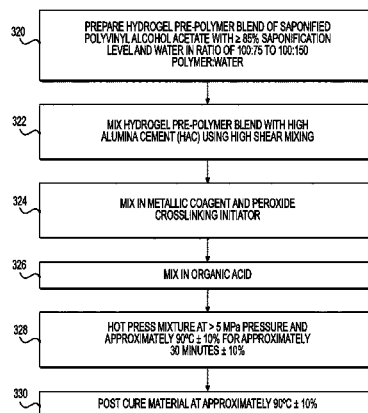 320
PREPARE HYDROGEL PRE-POLYMER BLEND OF SAPONIFIED
POLYVINYL ALCOHOL ACETATE WITH ≥ 85% SAPONIFICATION
LEVEL AND WATER IN RATIO OF 100:75 TO 100:150
POLYMER:WATER
322
MIX HYDROGEL PRE-POLYMER BLEND WITH HIGH
ALUMINA CEMENT (HAC) USING HIGH SHEAR MIXING
324
MIX IN METALLIC COAGENT AND PEROXIDE
CROSSLINKING INITIATOR
326
MIX IN ORGANIC ACID
328
HOT PRESS MIXTURE AT > 5 MPa PRESSURE AND
APPROXIMATELY 90°C ± 10% FOR APPROXIMATELY
30 MINUTES ± 10%
330
POST CURE MATERIAL AT APPROXIMATELY 90°C ± 10%